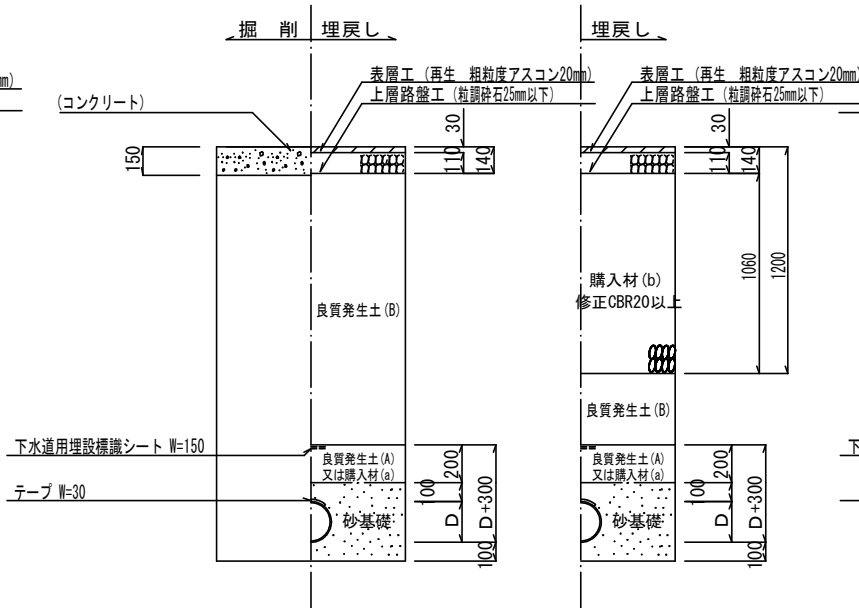 掘 削 埋戻し
埋戻し
mm)
表層工 (再生 粗粒度アスコン20mm)
上層路盤工 (粒調砕石25mm以下)
表層工 (再生 粗粒度アスコン20mm)
上層路盤工 (粒調砕石25mm以下)
(コンクリート)
150
30
110
140
30
110
140
1060
1200
良質発生土(B)
購入材(b)
修正CBR20以上
良質発生土(B)
下水道用埋設標識シート W=150
下
テープ W=30
良質発生土(A)
又は購入材(a)
砂基礎
200
100
D
D+300
100
良質発生土(A)
又は購入材(a)
砂基礎
200
100
D
D+300
100